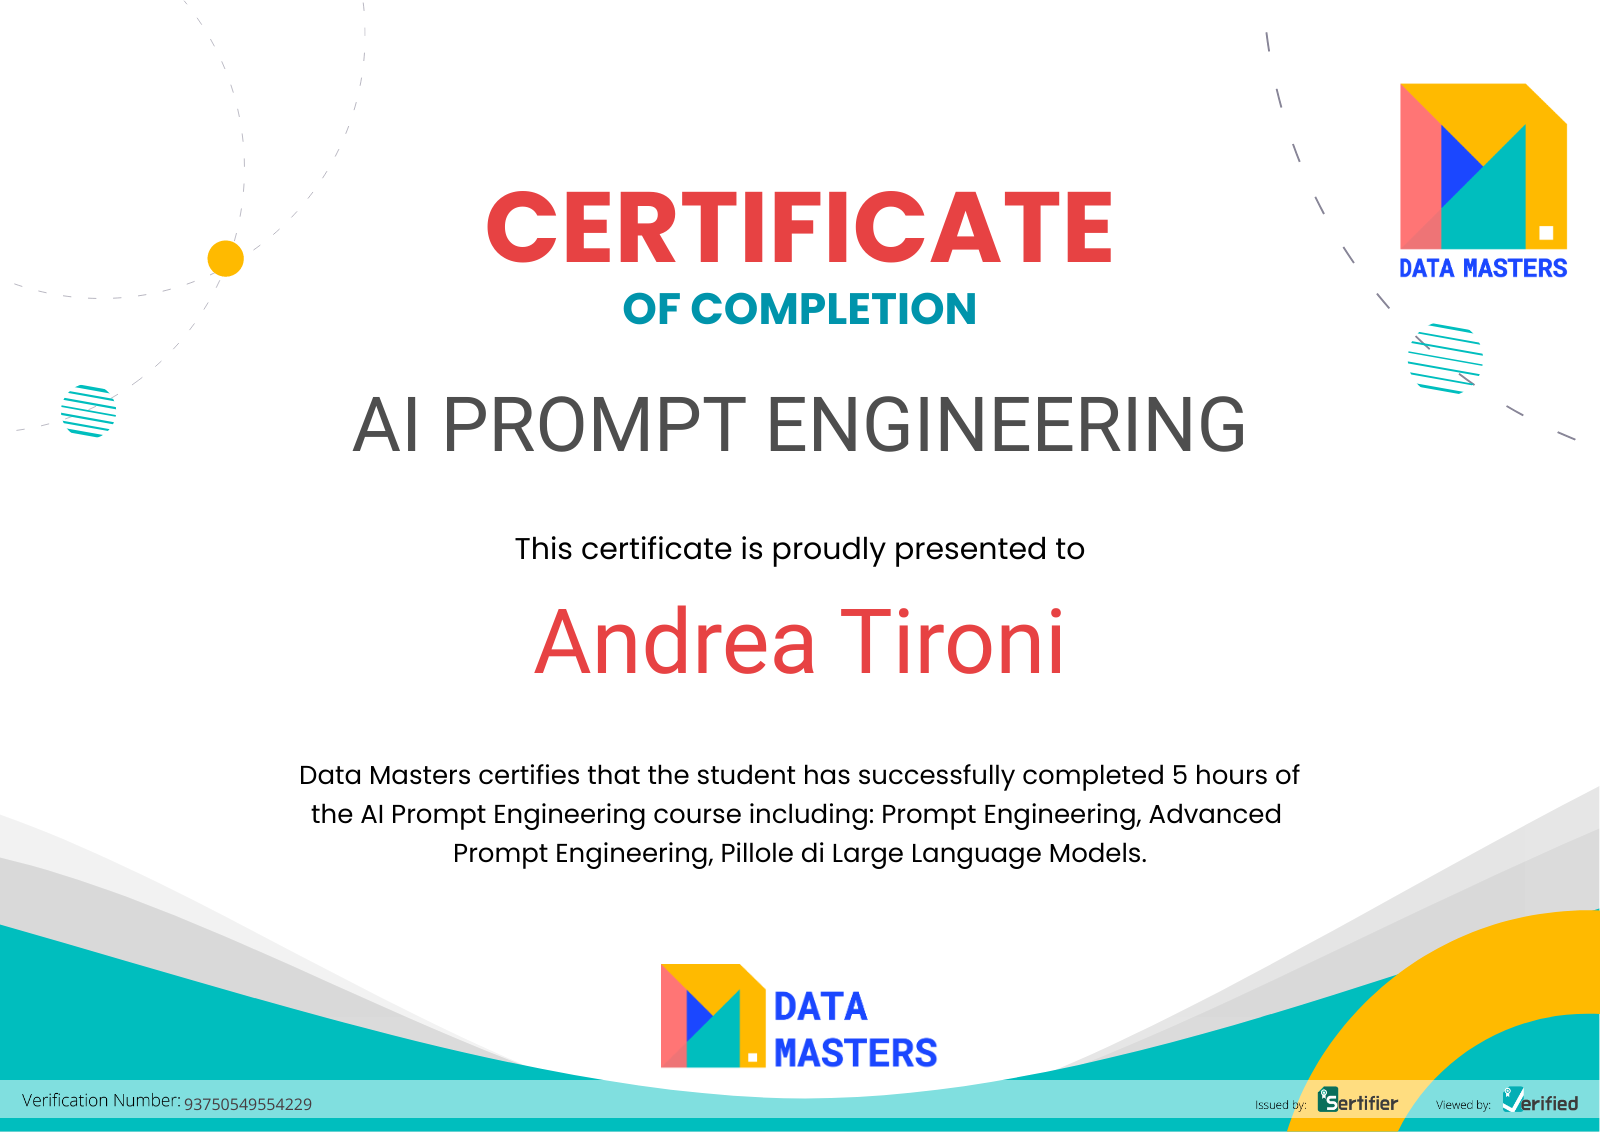 DATA MASTERS
CERTIFICATE
OF COMPLETION
AI PROMPT ENGINEERING
This certificate is proudly presented to
Andrea Tironi
Data Masters certifies that the student has successfully completed 5 hours of
the AI Prompt Engineering course including: Prompt Engineering, Advanced
Prompt Engineering, Pillole di Large Language Models.
DATA
MASTERS
Verification Number: 93750549554229
Issued by: Sertifier
Viewed by: Verified